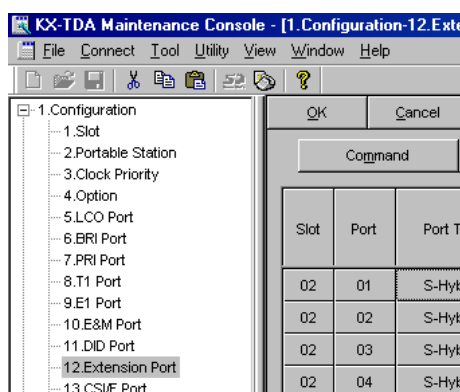 KX-TDA Maintenance Console - [1.Configuration-12.Exte
File Connect Tool Utility View Window Help
1.Configuration
1.Slot
2.Portable Station
3.Clock Priority
4.Option
5.LCO Port
6.BRI Port
7.PRI Port
8.T1 Port
9.E1 Port
10.E&M Port
11.DID Port
12.Extension Port
13.CSI/F Port
OK Cancel
Command
Slot Port Port T
02 01 S-Hyb
02 02 S-Hyb
02 03 S-Hyb
02 04 S-Hyb